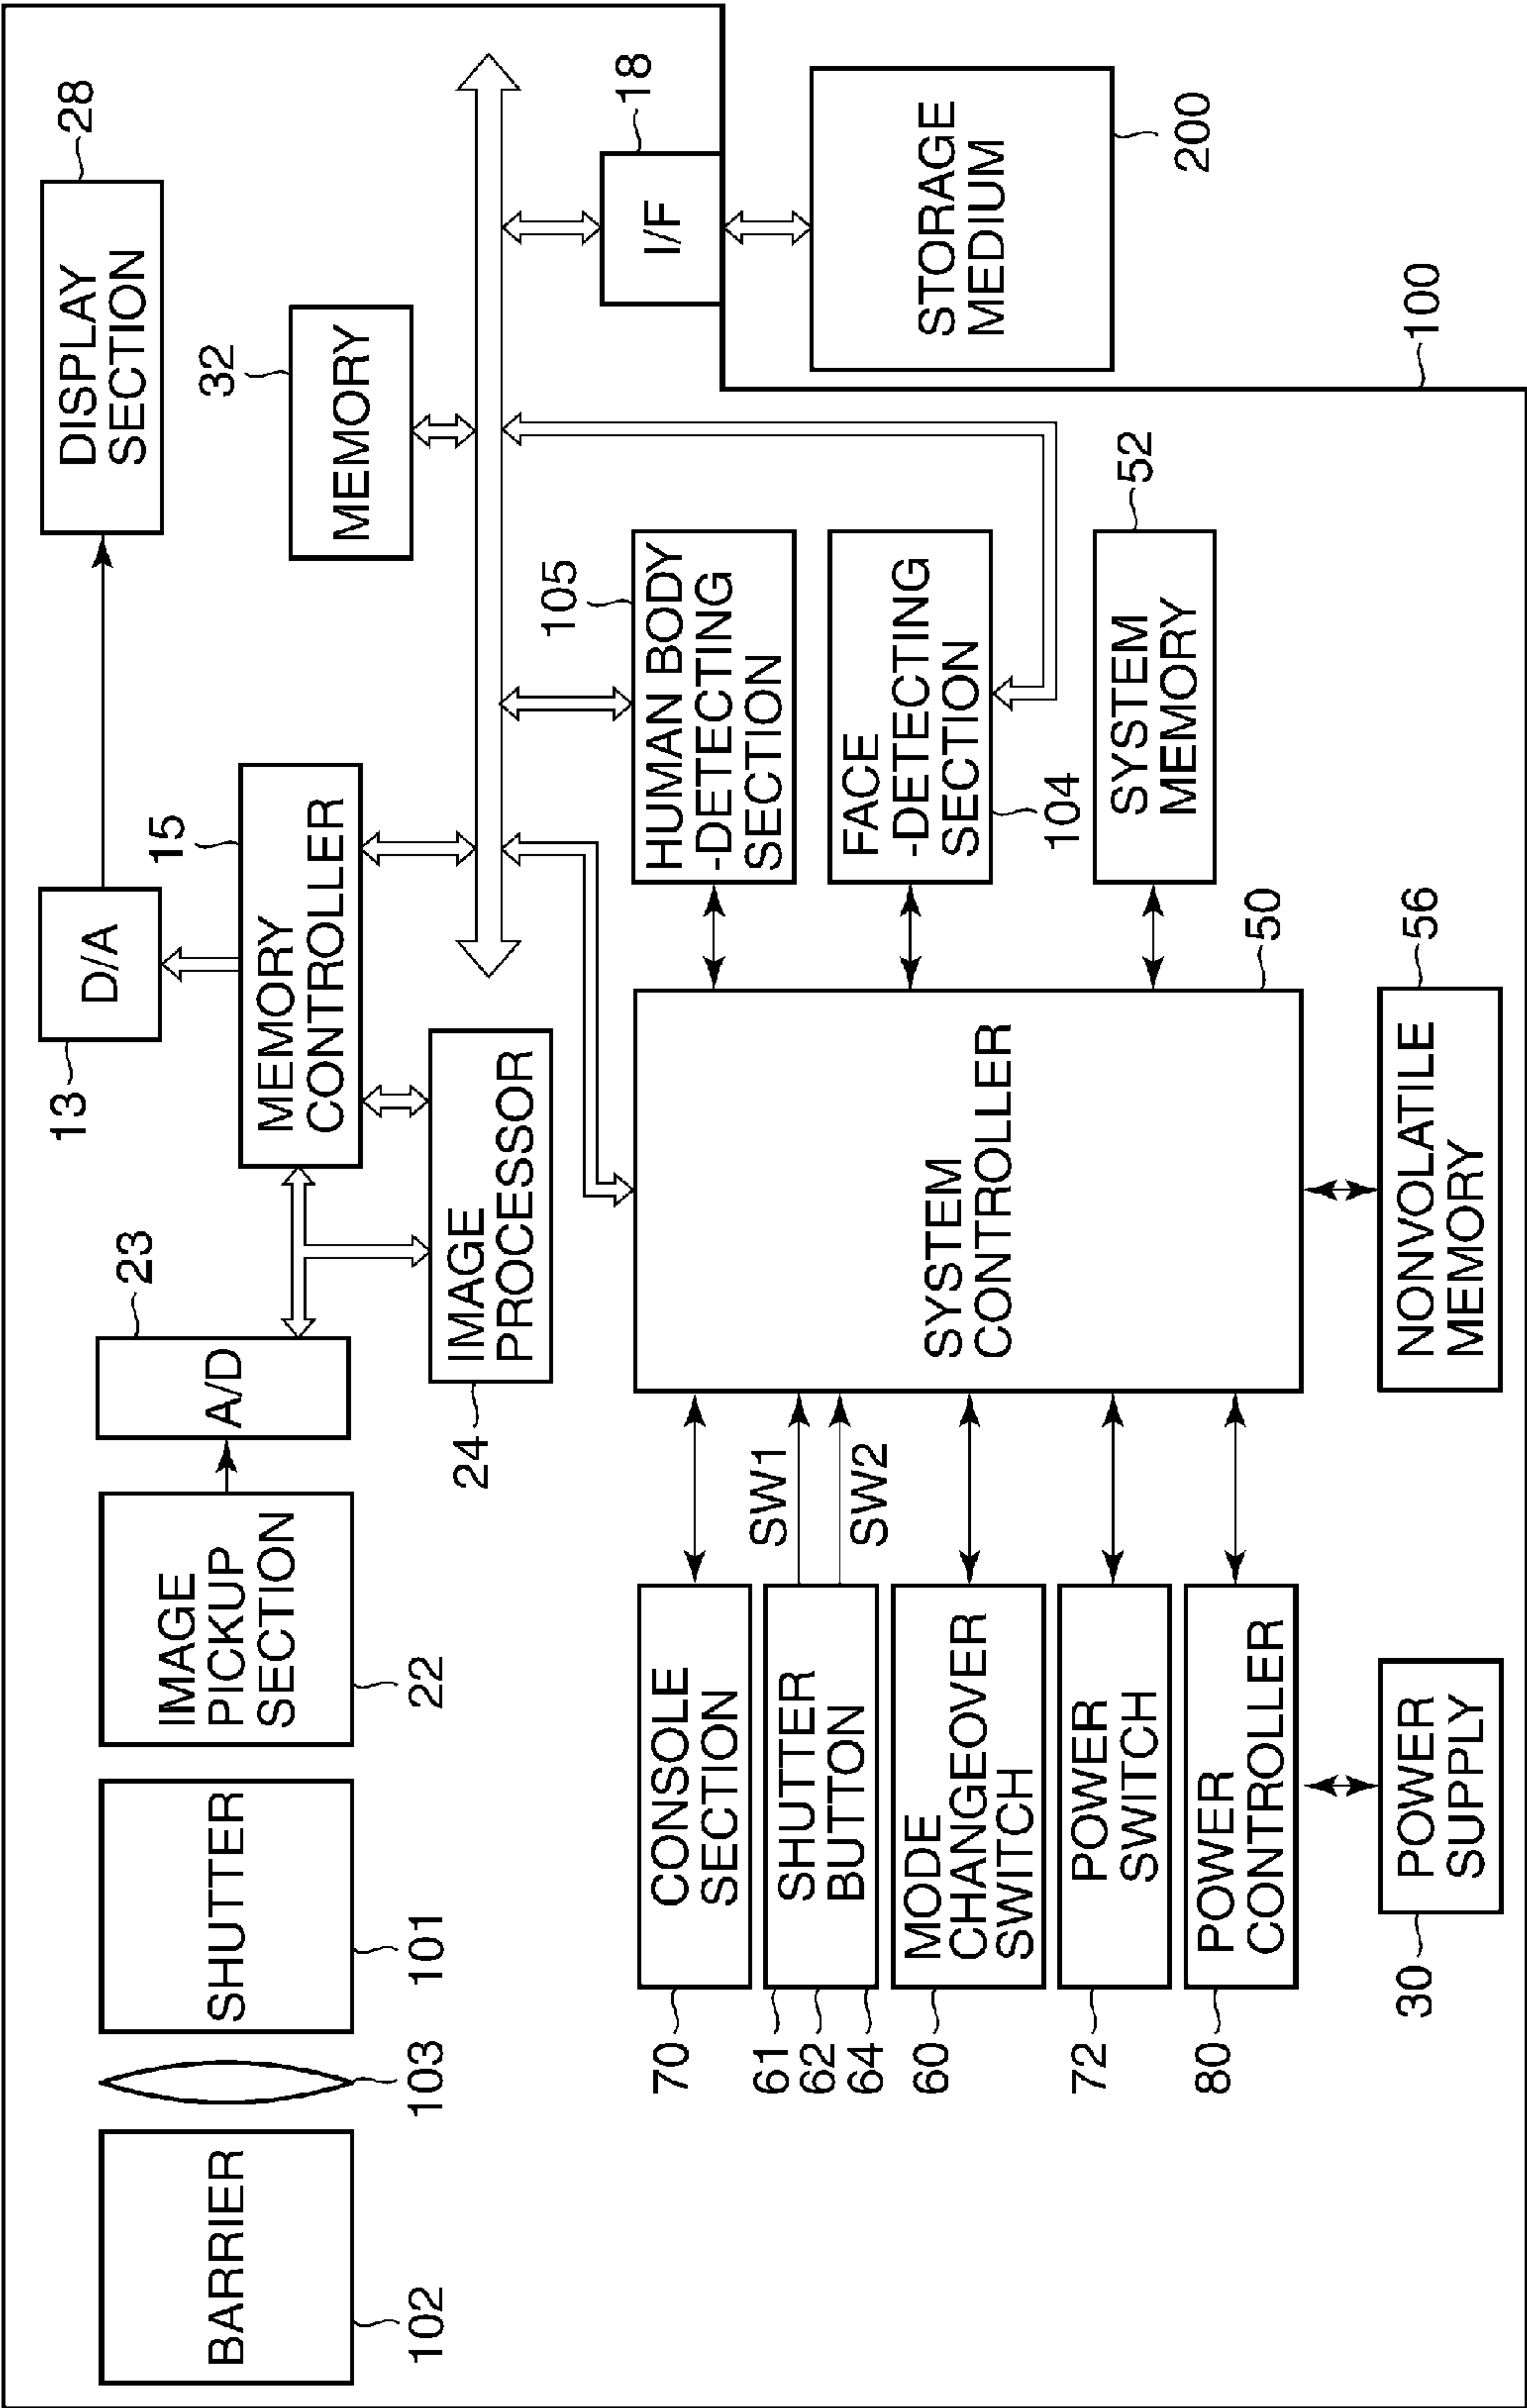 BARRIER
102
103
SHUTTER
101
IMAGE
PICKUP
SECTION
22
A/D
23
IMAGE
PROCESSOR
24
D/A
13
MEMORY
CONTROLLER
15
DISPLAY
SECTION
28
MEMORY
32
I/F
18
STORAGE
MEDIUM
200
100
HUMAN BODY
-DETECTING
SECTION
105
FACE
-DETECTING
SECTION
104
SYSTEM
MEMORY
52
SYSTEM
CONTROLLER
50
NONVOLATILE
MEMORY
56
SW1
SW2
CONSOLE
SECTION
70
SHUTTER
BUTTON
61
62
64
MODE
CHANGEOVER
SWITCH
60
POWER
SWITCH
72
POWER
CONTROLLER
80
POWER
SUPPLY
30